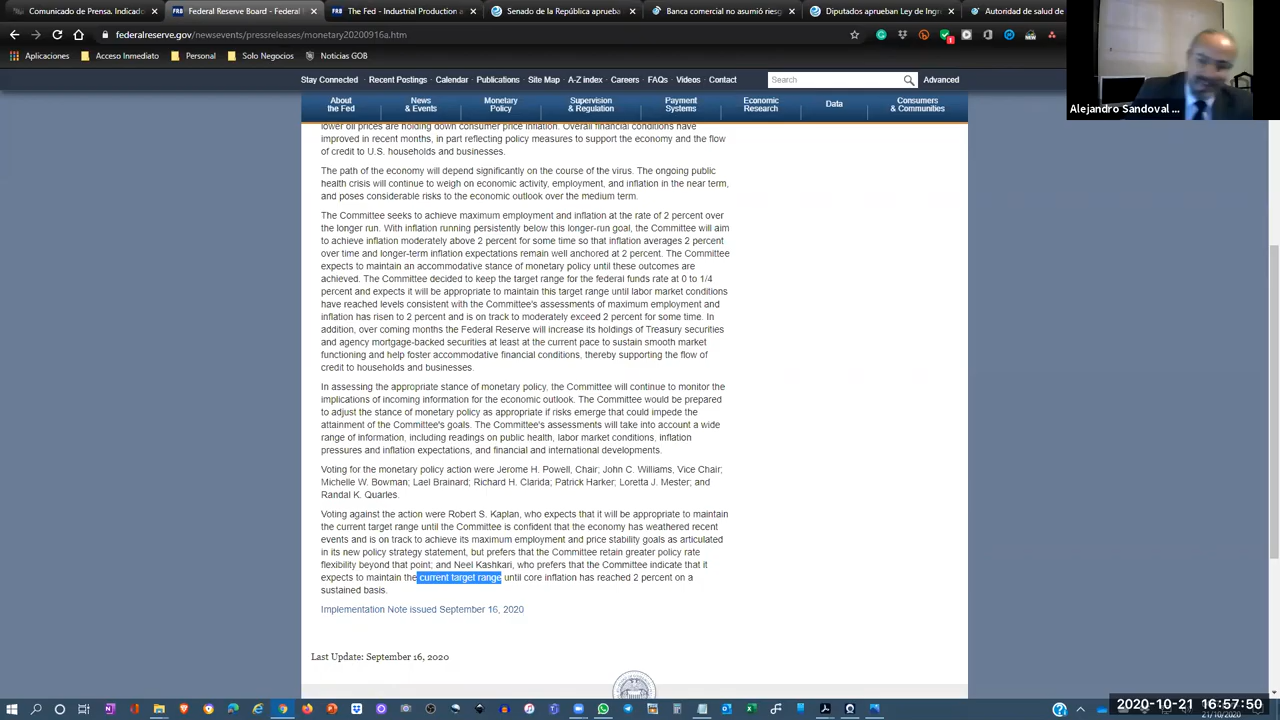 Comunicado de Prensa. Indicado
Federal Reserve Board - Federal
The Fed - Industrial Production a
Senado de la República aprueba
Banca comercial no asumió riesg
Diputados aprueban Ley de Ingre
Autoridad de salud de
federalreserve.gov/newsevents/pressreleases/monetary20200916a.htm
Aplicaciones
Acceso Inmediato
Personal
Solo Negocios
Noticias GOB
Alejandro Sandoval ...
Stay Connected Recent Postings Calendar Publications Site Map A-Z index Careers FAQs Videos Contact Search Advanced
About the Fed
News & Events
Monetary Policy
Supervision & Regulation
Payment Systems
Economic Research
Data
Consumers & Communities
lower oil prices are holding down consumer price inflation. Overall financial conditions have
improved in recent months, in part reflecting policy measures to support the economy and the flow
of credit to U.S. households and businesses.
The path of the economy will depend significantly on the course of the virus. The ongoing public
health crisis will continue to weigh on economic activity, employment, and inflation in the near term,
and poses considerable risks to the economic outlook over the medium term.
The Committee seeks to achieve maximum employment and inflation at the rate of 2 percent over
the longer run. With inflation running persistently below this longer-run goal, the Committee will aim
to achieve inflation moderately above 2 percent for some time so that inflation averages 2 percent
over time and longer-term inflation expectations remain well anchored at 2 percent. The Committee
expects to maintain an accommodative stance of monetary policy until these outcomes are
achieved. The Committee decided to keep the target range for the federal funds rate at 0 to 1/4
percent and expects it will be appropriate to maintain this target range until labor market conditions
have reached levels consistent with the Committee's assessments of maximum employment and
inflation has risen to 2 percent and is on track to moderately exceed 2 percent for some time. In
addition, over coming months the Federal Reserve will increase its holdings of Treasury securities
and agency mortgage-backed securities at least at the current pace to sustain smooth market
functioning and help foster accommodative financial conditions, thereby supporting the flow of
credit to households and businesses.
In assessing the appropriate stance of monetary policy, the Committee will continue to monitor the
implications of incoming information for the economic outlook. The Committee would be prepared
to adjust the stance of monetary policy as appropriate if risks emerge that could impede the
attainment of the Committee's goals. The Committee's assessments will take into account a wide
range of information, including readings on public health, labor market conditions, inflation
pressures and inflation expectations, and financial and international developments.
Voting for the monetary policy action were Jerome H. Powell, Chair; John C. Williams, Vice Chair;
Michelle W. Bowman; Lael Brainard; Richard H. Clarida; Patrick Harker; Loretta J. Mester; and
Randal K. Quarles.
Voting against the action were Robert S. Kaplan, who expects that it will be appropriate to maintain
the current target range until the Committee is confident that the economy has weathered recent
events and is on track to achieve its maximum employment and price stability goals as articulated
in its new policy strategy statement, but prefers that the Committee retain greater policy rate
flexibility beyond that point; and Neel Kashkari, who prefers that the Committee indicate that it
expects to maintain the current target range until core inflation has reached 2 percent on a
sustained basis.
Implementation Note issued September 16, 2020
Last Update: September 16, 2020
2020-10-21 16:57:50
21/10/2020